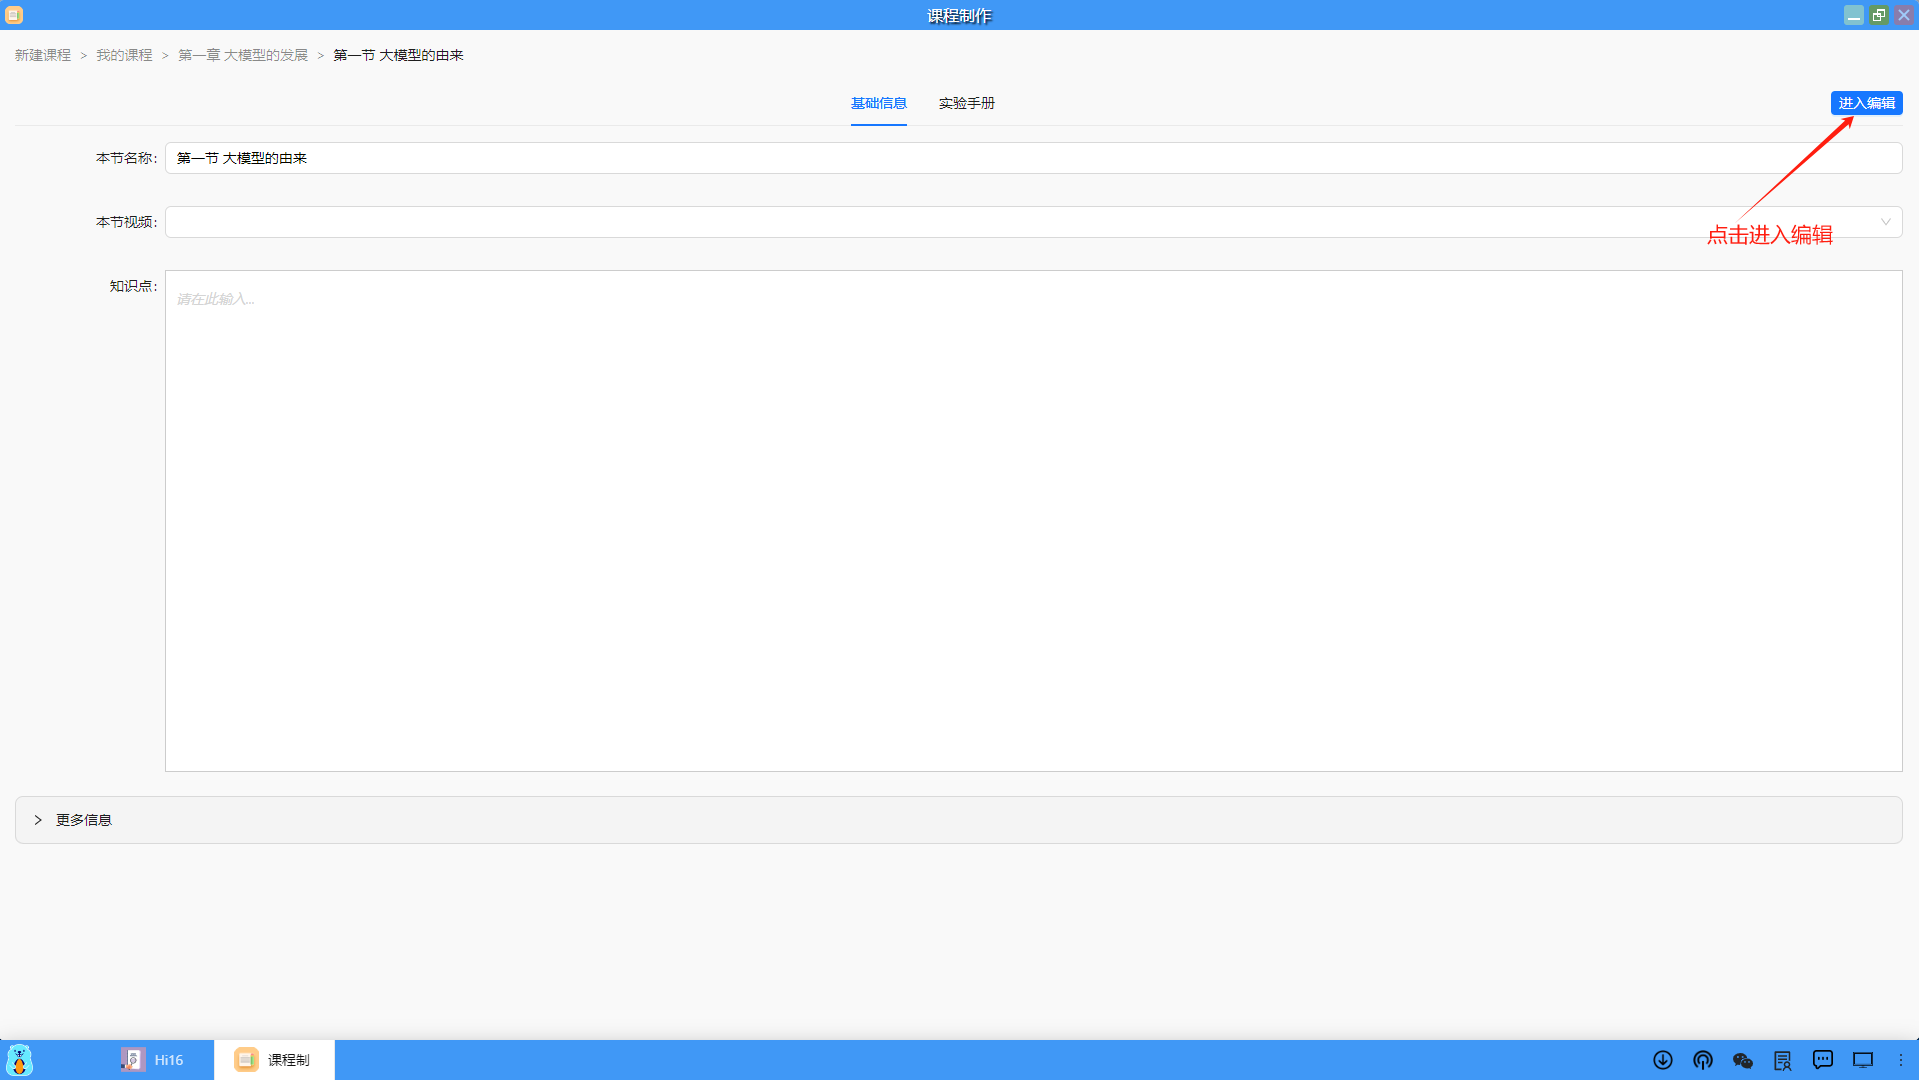 课程制作
新建课程 > 我的课程 > 第一章 大模型的发展 > 第一节 大模型的由来
基础信息 实验手册 进入编辑
本节名称: 第一节 大模型的由来
本节视频:
点击进入编辑
知识点: 请在此输入...
更多信息
Hi16 课程制